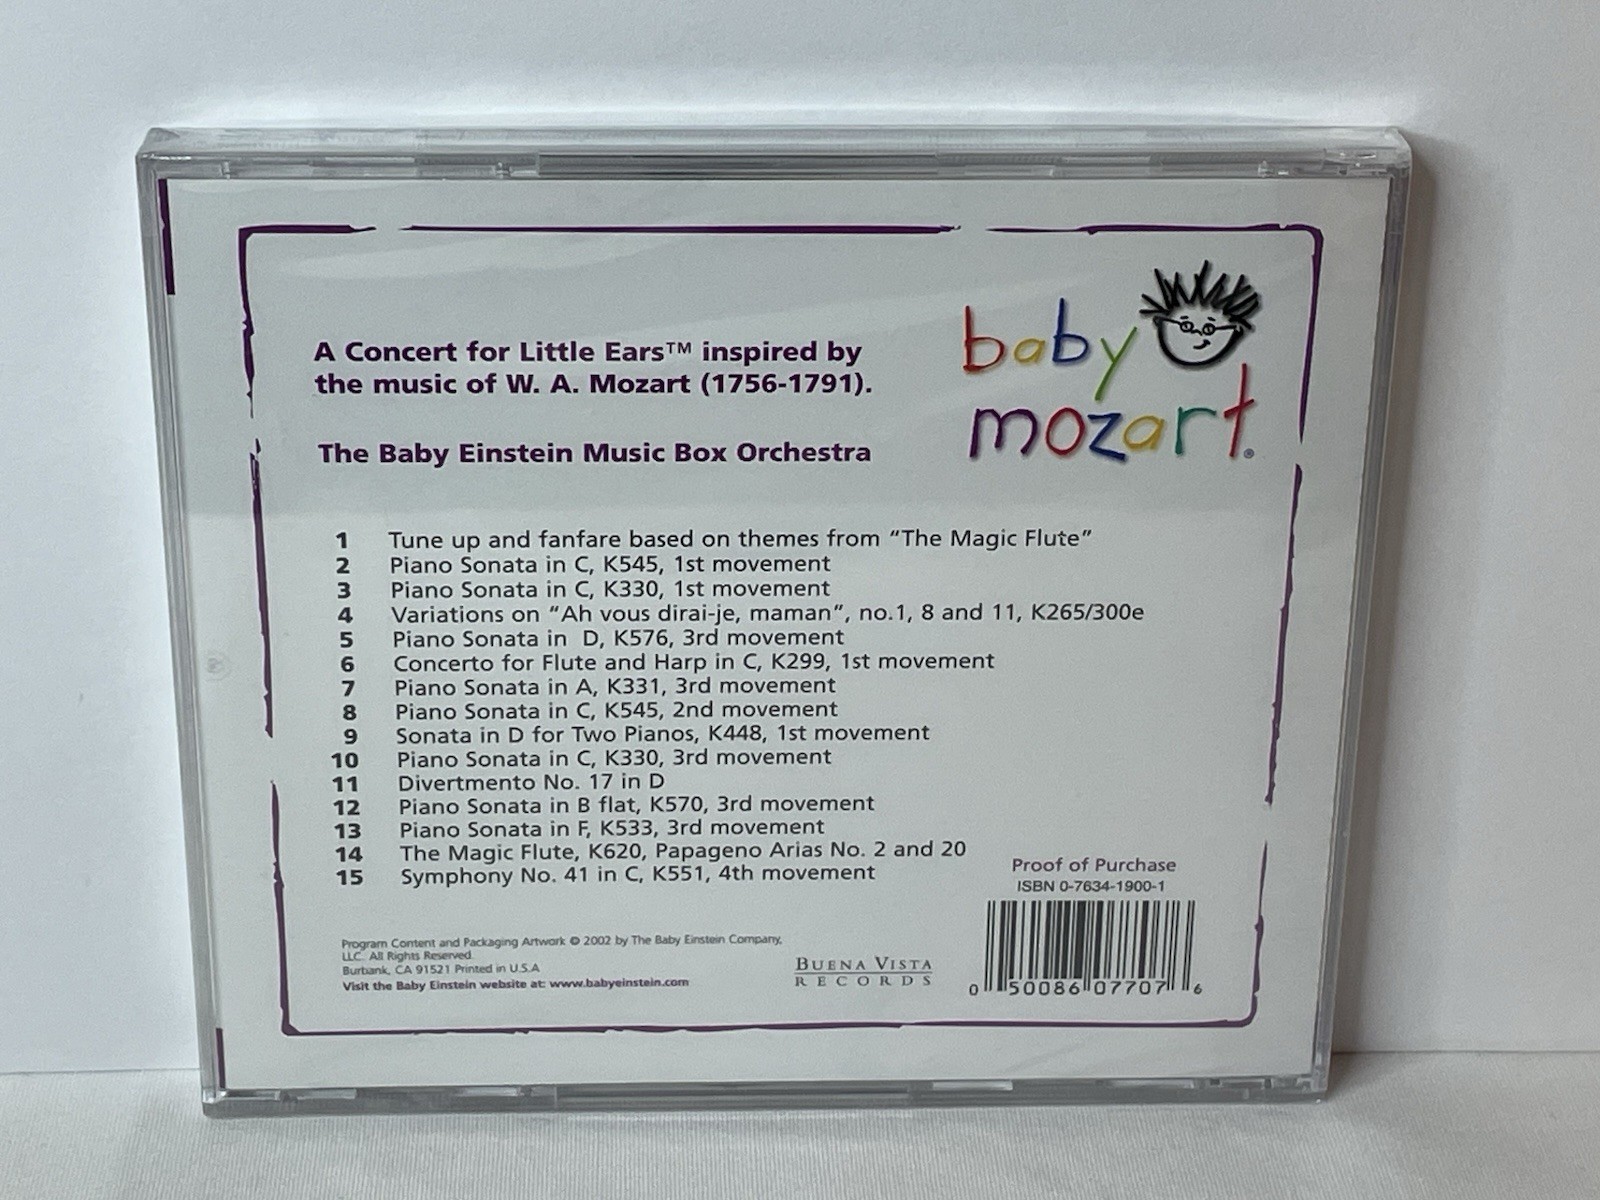 A Concert for Little Ears™ inspired by
the music of W. A. Mozart (1756-1791).
The Baby Einstein Music Box Orchestra
baby
mozart®
1 Tune up and fanfare based on themes from “The Magic Flute”
2 Piano Sonata in C, K545, 1st movement
3 Piano Sonata in C, K330, 1st movement
4 Variations on “Ah vous dirai-je, maman”, no.1, 8 and 11, K265/300e
5 Piano Sonata in D, K576, 3rd movement
6 Concerto for Flute and Harp in C, K299, 1st movement
7 Piano Sonata in A, K331, 3rd movement
8 Piano Sonata in C, K545, 2nd movement
9 Sonata in D for Two Pianos, K448, 1st movement
10 Piano Sonata in C, K330, 3rd movement
11 Divertmento No. 17 in D
12 Piano Sonata in B flat, K570, 3rd movement
13 Piano Sonata in F, K533, 3rd movement
14 The Magic Flute, K620, Papageno Arias No. 2 and 20
15 Symphony No. 41 in C, K551, 4th movement
Program Content and Packaging Artwork © 2002 by The Baby Einstein Company,
LLC. All Rights Reserved.
Burbank, CA 91521 Printed in U.S.A
Visit the Baby Einstein website at: www.babyeinstein.com
BUENA VISTA
RECORDS
Proof of Purchase
ISBN 0-7634-1900-1
0 50086 07707 6